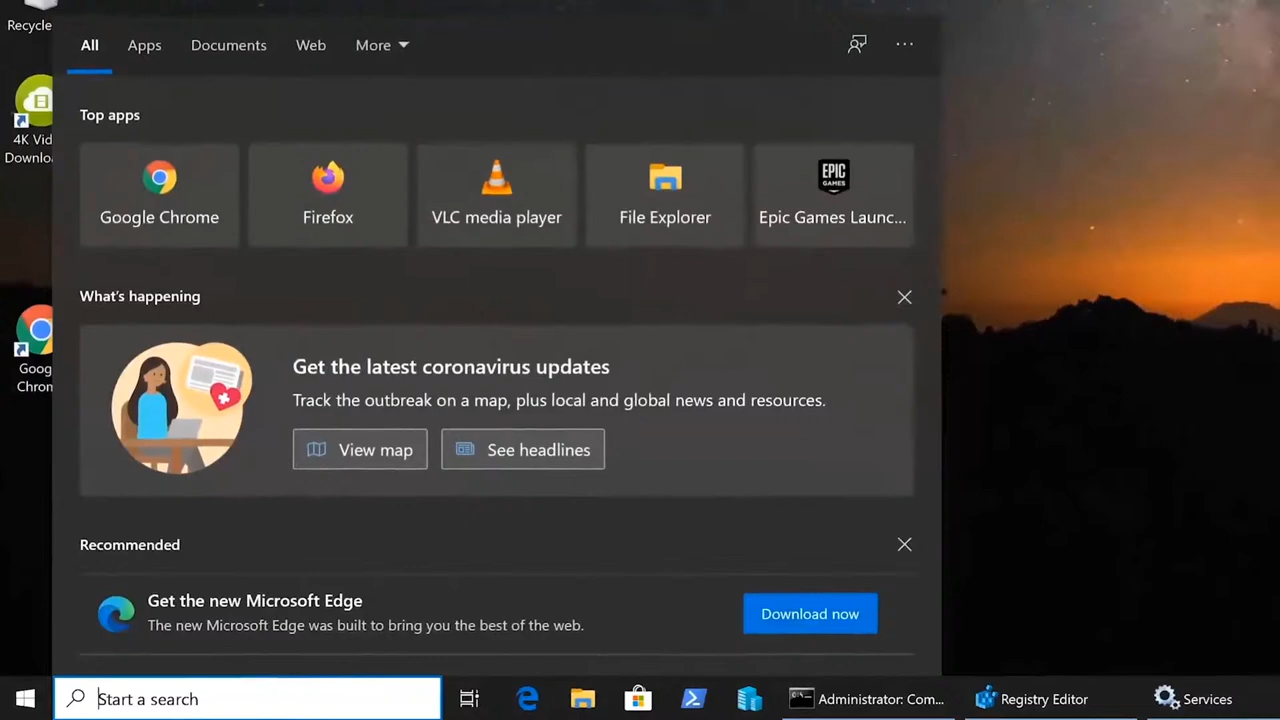 Recycle
4K Vid
Downlo
Goog
Chrom
All
Apps
Documents
Web
More
Top apps
Google Chrome
Firefox
VLC media player
File Explorer
EPIC
GAMES
Epic Games Launc...
What's happening
Get the latest coronavirus updates
Track the outbreak on a map, plus local and global news and resources.
View map
See headlines
Recommended
Get the new Microsoft Edge
The new Microsoft Edge was built to bring you the best of the web.
Download now
Start a search
Administrator: Com...
Registry Editor
Services